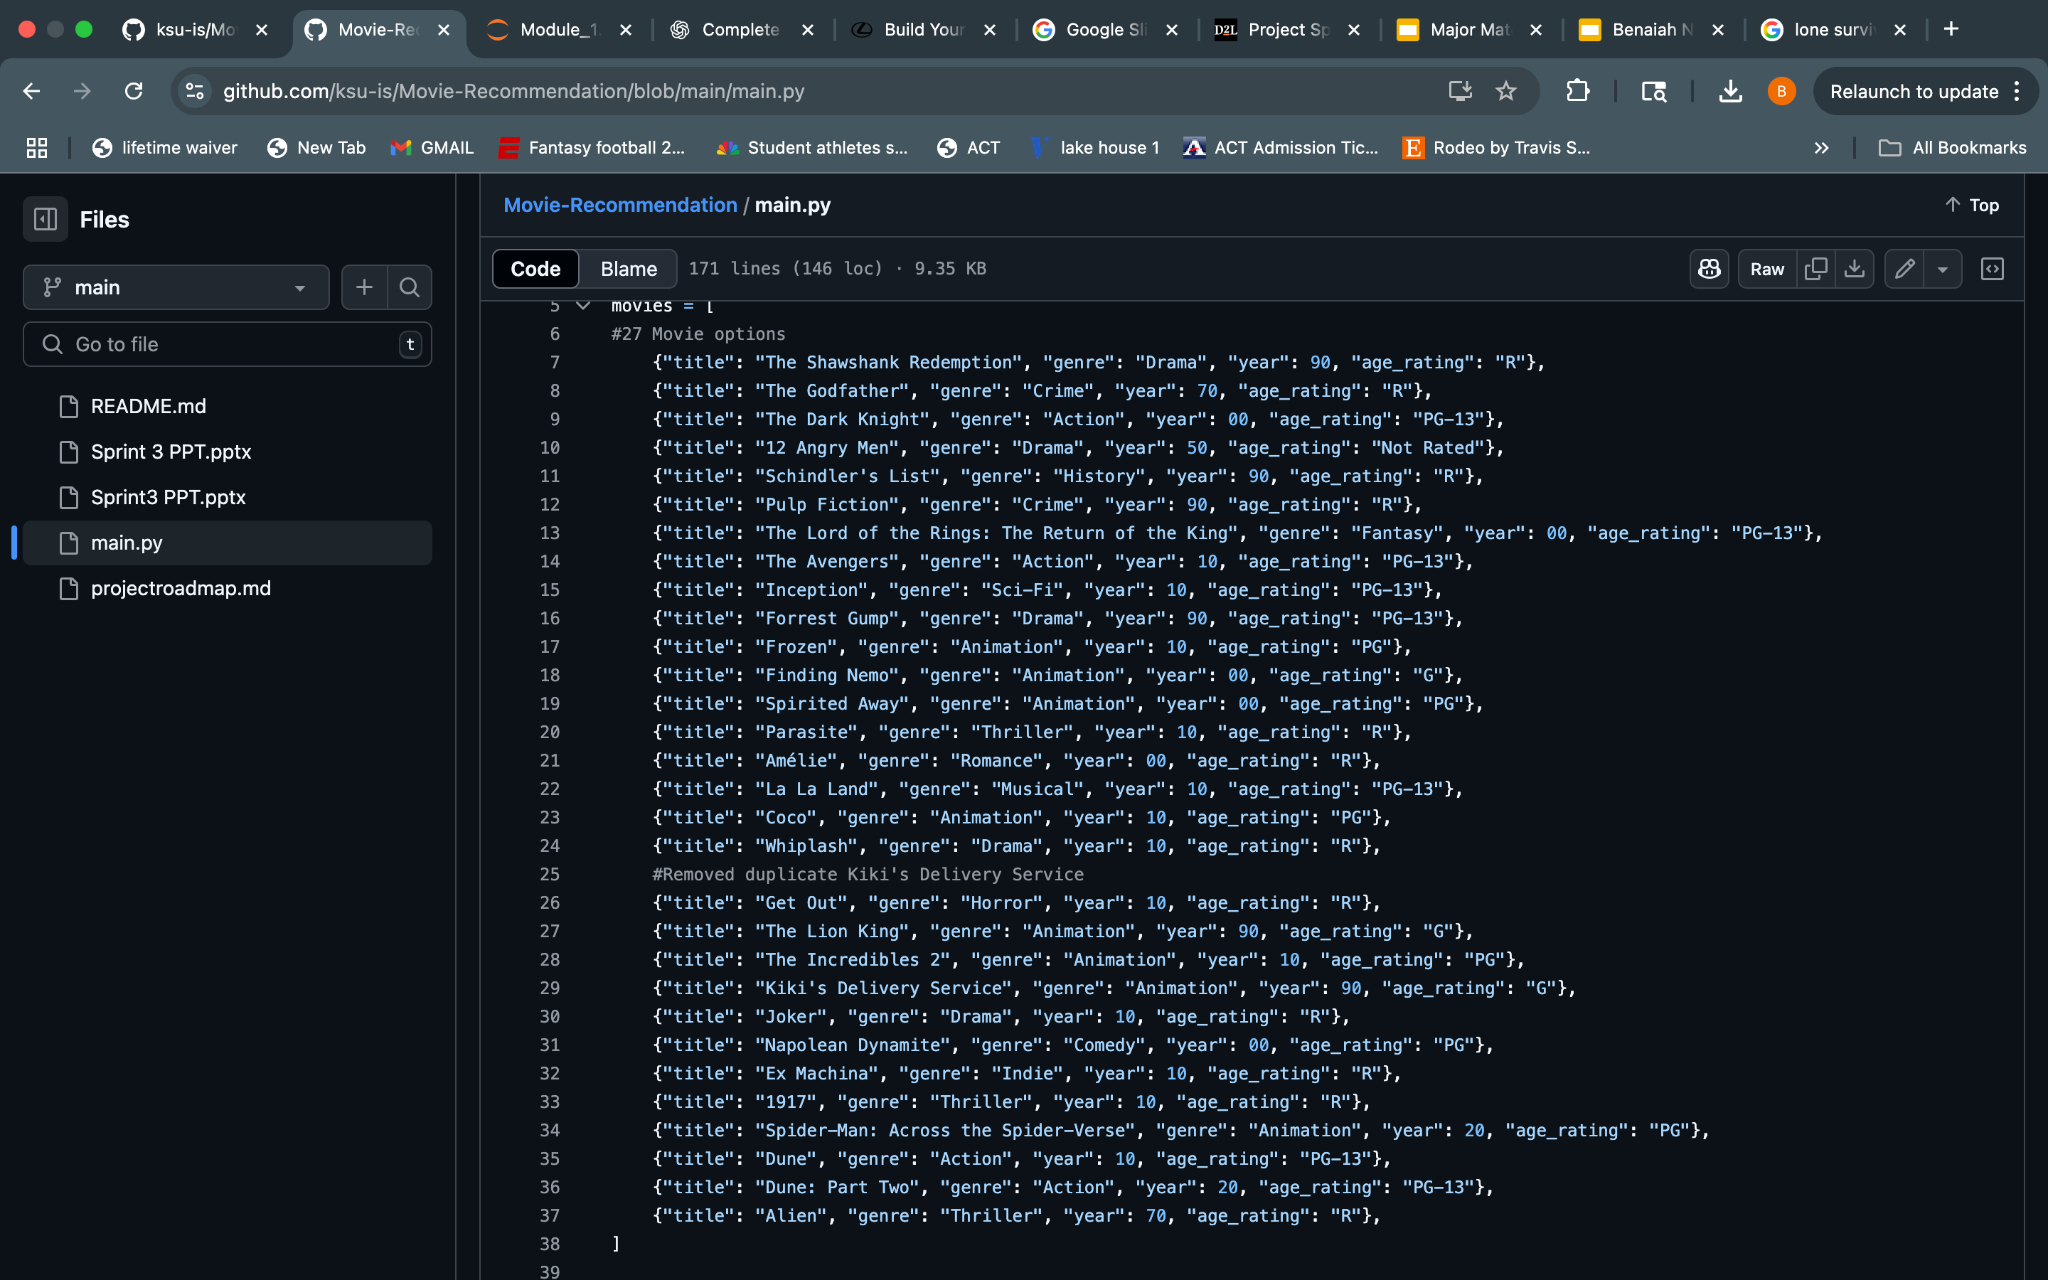 ksu-is/Mo
Movie-Rec
Module_1.
Complete
Build Your
Google Sli
D2L Project Sp
Major Mat
Benaiah N
lone survi
github.com/ksu-is/Movie-Recommendation/blob/main/main.py
B
Relaunch to update
lifetime waiver
New Tab
GMAIL
Fantasy football 2...
Student athletes s...
ACT
lake house 1
ACT Admission Tic...
E Rodeo by Travis S...
All Bookmarks
Files
main
Go to file
t
README.md
Sprint 3 PPT.pptx
Sprint3 PPT.pptx
main.py
projectroadmap.md
Movie-Recommendation / main.py
Top
Code Blame 171 lines (146 loc) · 9.35 KB
Raw
5 movies = [
6 #27 Movie options
7 {"title": "The Shawshank Redemption", "genre": "Drama", "year": 90, "age_rating": "R"},
8 {"title": "The Godfather", "genre": "Crime", "year": 70, "age_rating": "R"},
9 {"title": "The Dark Knight", "genre": "Action", "year": 00, "age_rating": "PG-13"},
10 {"title": "12 Angry Men", "genre": "Drama", "year": 50, "age_rating": "Not Rated"},
11 {"title": "Schindler's List", "genre": "History", "year": 90, "age_rating": "R"},
12 {"title": "Pulp Fiction", "genre": "Crime", "year": 90, "age_rating": "R"},
13 {"title": "The Lord of the Rings: The Return of the King", "genre": "Fantasy", "year": 00, "age_rating": "PG-13"},
14 {"title": "The Avengers", "genre": "Action", "year": 10, "age_rating": "PG-13"},
15 {"title": "Inception", "genre": "Sci-Fi", "year": 10, "age_rating": "PG-13"},
16 {"title": "Forrest Gump", "genre": "Drama", "year": 90, "age_rating": "PG-13"},
17 {"title": "Frozen", "genre": "Animation", "year": 10, "age_rating": "PG"},
18 {"title": "Finding Nemo", "genre": "Animation", "year": 00, "age_rating": "G"},
19 {"title": "Spirited Away", "genre": "Animation", "year": 00, "age_rating": "PG"},
20 {"title": "Parasite", "genre": "Thriller", "year": 10, "age_rating": "R"},
21 {"title": "Amélie", "genre": "Romance", "year": 00, "age_rating": "R"},
22 {"title": "La La Land", "genre": "Musical", "year": 10, "age_rating": "PG-13"},
23 {"title": "Coco", "genre": "Animation", "year": 10, "age_rating": "PG"},
24 {"title": "Whiplash", "genre": "Drama", "year": 10, "age_rating": "R"},
25 #Removed duplicate Kiki's Delivery Service
26 {"title": "Get Out", "genre": "Horror", "year": 10, "age_rating": "R"},
27 {"title": "The Lion King", "genre": "Animation", "year": 90, "age_rating": "G"},
28 {"title": "The Incredibles 2", "genre": "Animation", "year": 10, "age_rating": "PG"},
29 {"title": "Kiki's Delivery Service", "genre": "Animation", "year": 90, "age_rating": "G"},
30 {"title": "Joker", "genre": "Drama", "year": 10, "age_rating": "R"},
31 {"title": "Napolean Dynamite", "genre": "Comedy", "year": 00, "age_rating": "PG"},
32 {"title": "Ex Machina", "genre": "Indie", "year": 10, "age_rating": "R"},
33 {"title": "1917", "genre": "Thriller", "year": 10, "age_rating": "R"},
34 {"title": "Spider-Man: Across the Spider-Verse", "genre": "Animation", "year": 20, "age_rating": "PG"},
35 {"title": "Dune", "genre": "Action", "year": 10, "age_rating": "PG-13"},
36 {"title": "Dune: Part Two", "genre": "Action", "year": 20, "age_rating": "PG-13"},
37 {"title": "Alien", "genre": "Thriller", "year": 70, "age_rating": "R"},
38 ]
39